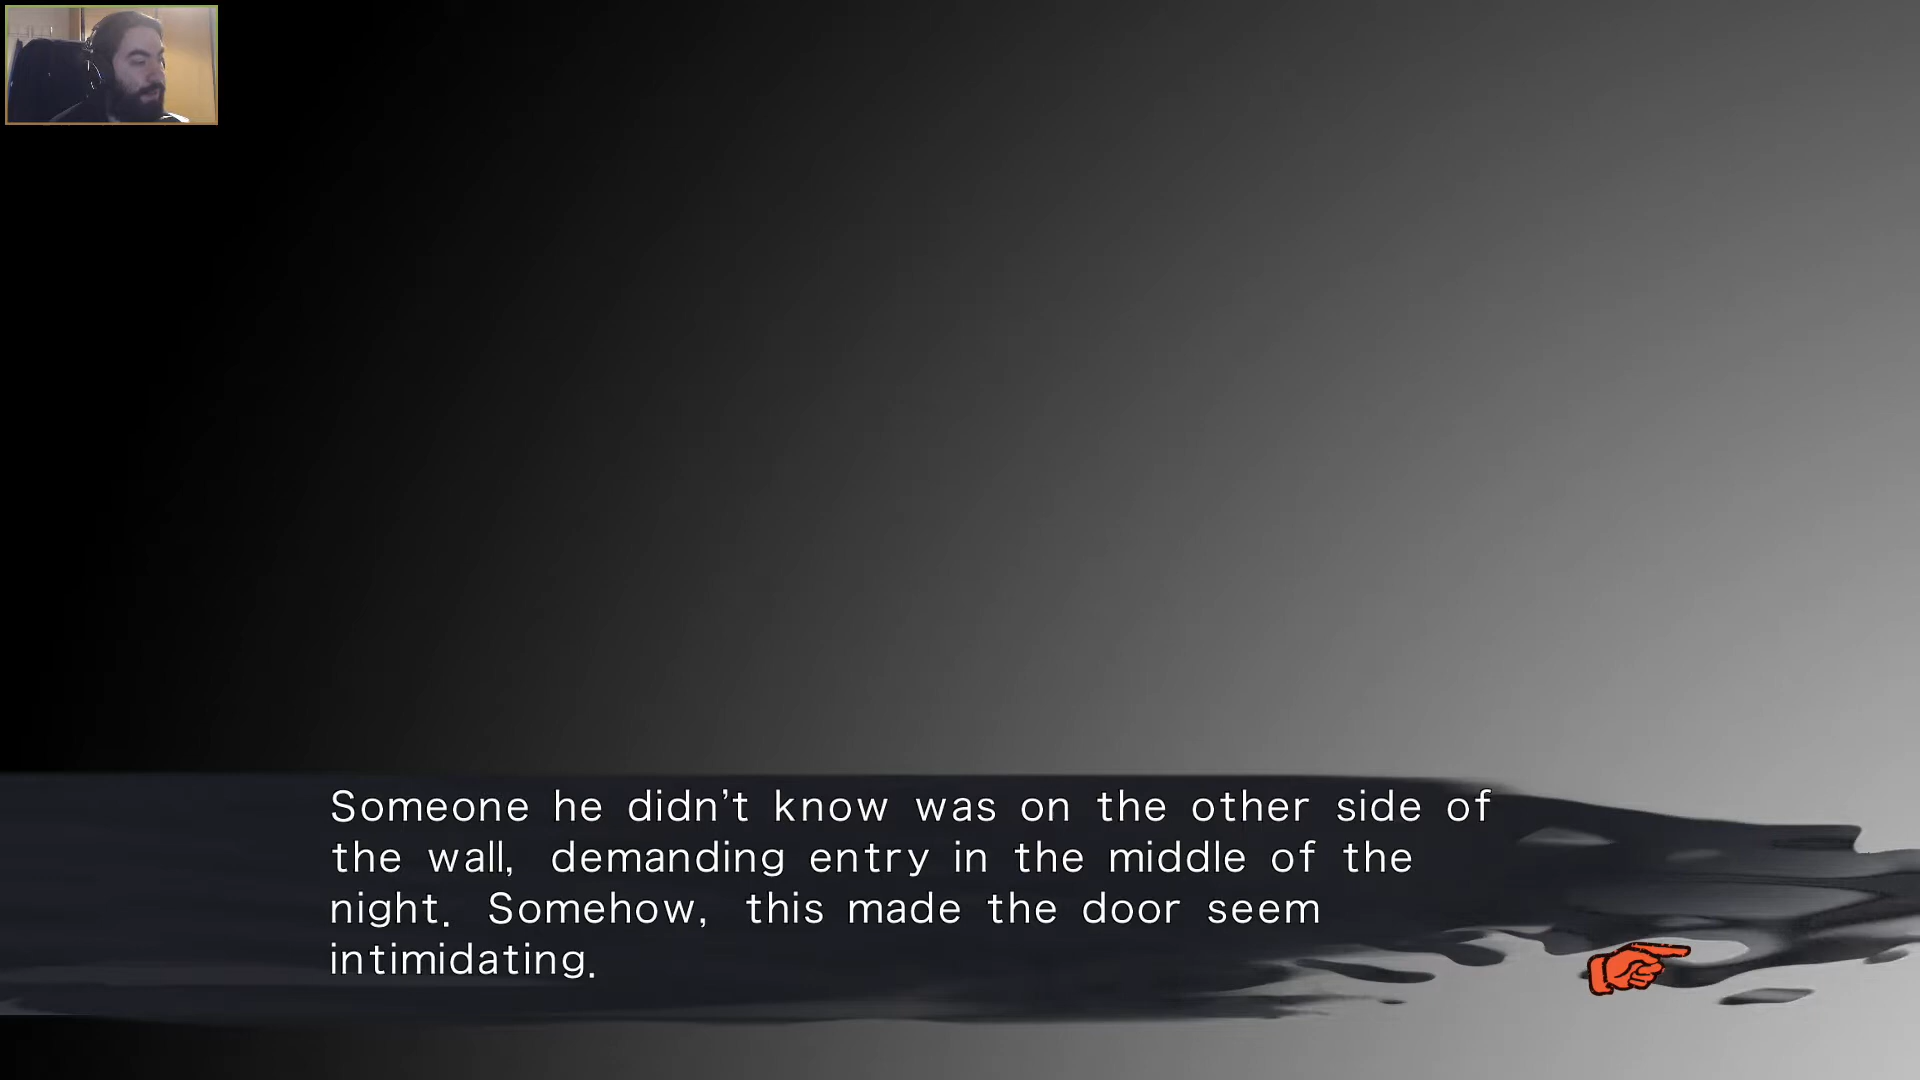 Someone he didn't know was on the other side of
the wall, demanding entry in the middle of the
night. Somehow, this made the door seem
intimidating.